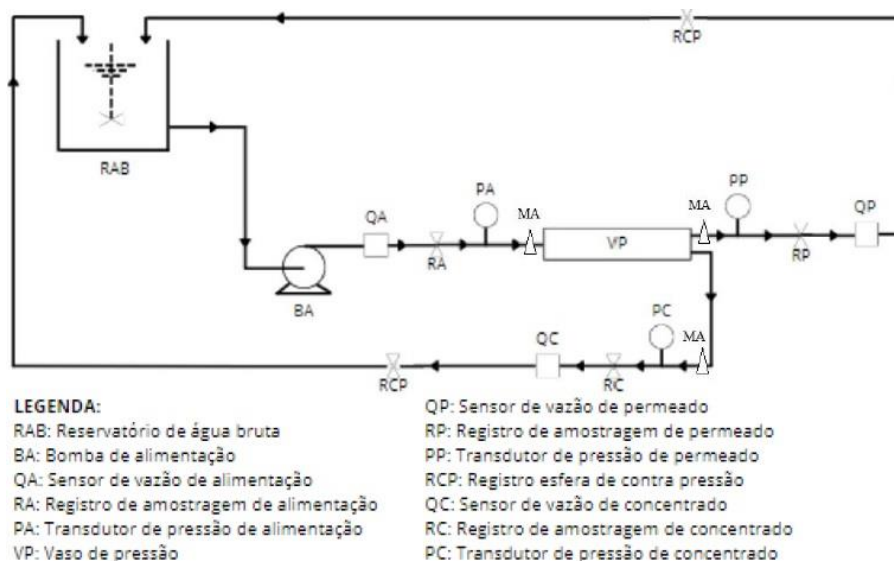 RCP
RAB
PA
PP
QA
MA
MA
QP
VP
RA
RP
BA
PC
QC
MA
RCP
RC
LEGENDA:
RAB: Reservatório de água bruta
BA: Bomba de alimentação
QA: Sensor de vazão de alimentação
RA: Registro de amostragem de alimentação
PA: Transdutor de pressão de alimentação
VP: Vaso de pressão
QP: Sensor de vazão de permeado
RP: Registro de amostragem de permeado
PP: Transdutor de pressão de permeado
RCP: Registro esfera de contra pressão
QC: Sensor de vazão de concentrado
RC: Registro de amostragem de concentrado
PC: Transdutor de pressão de concentrado